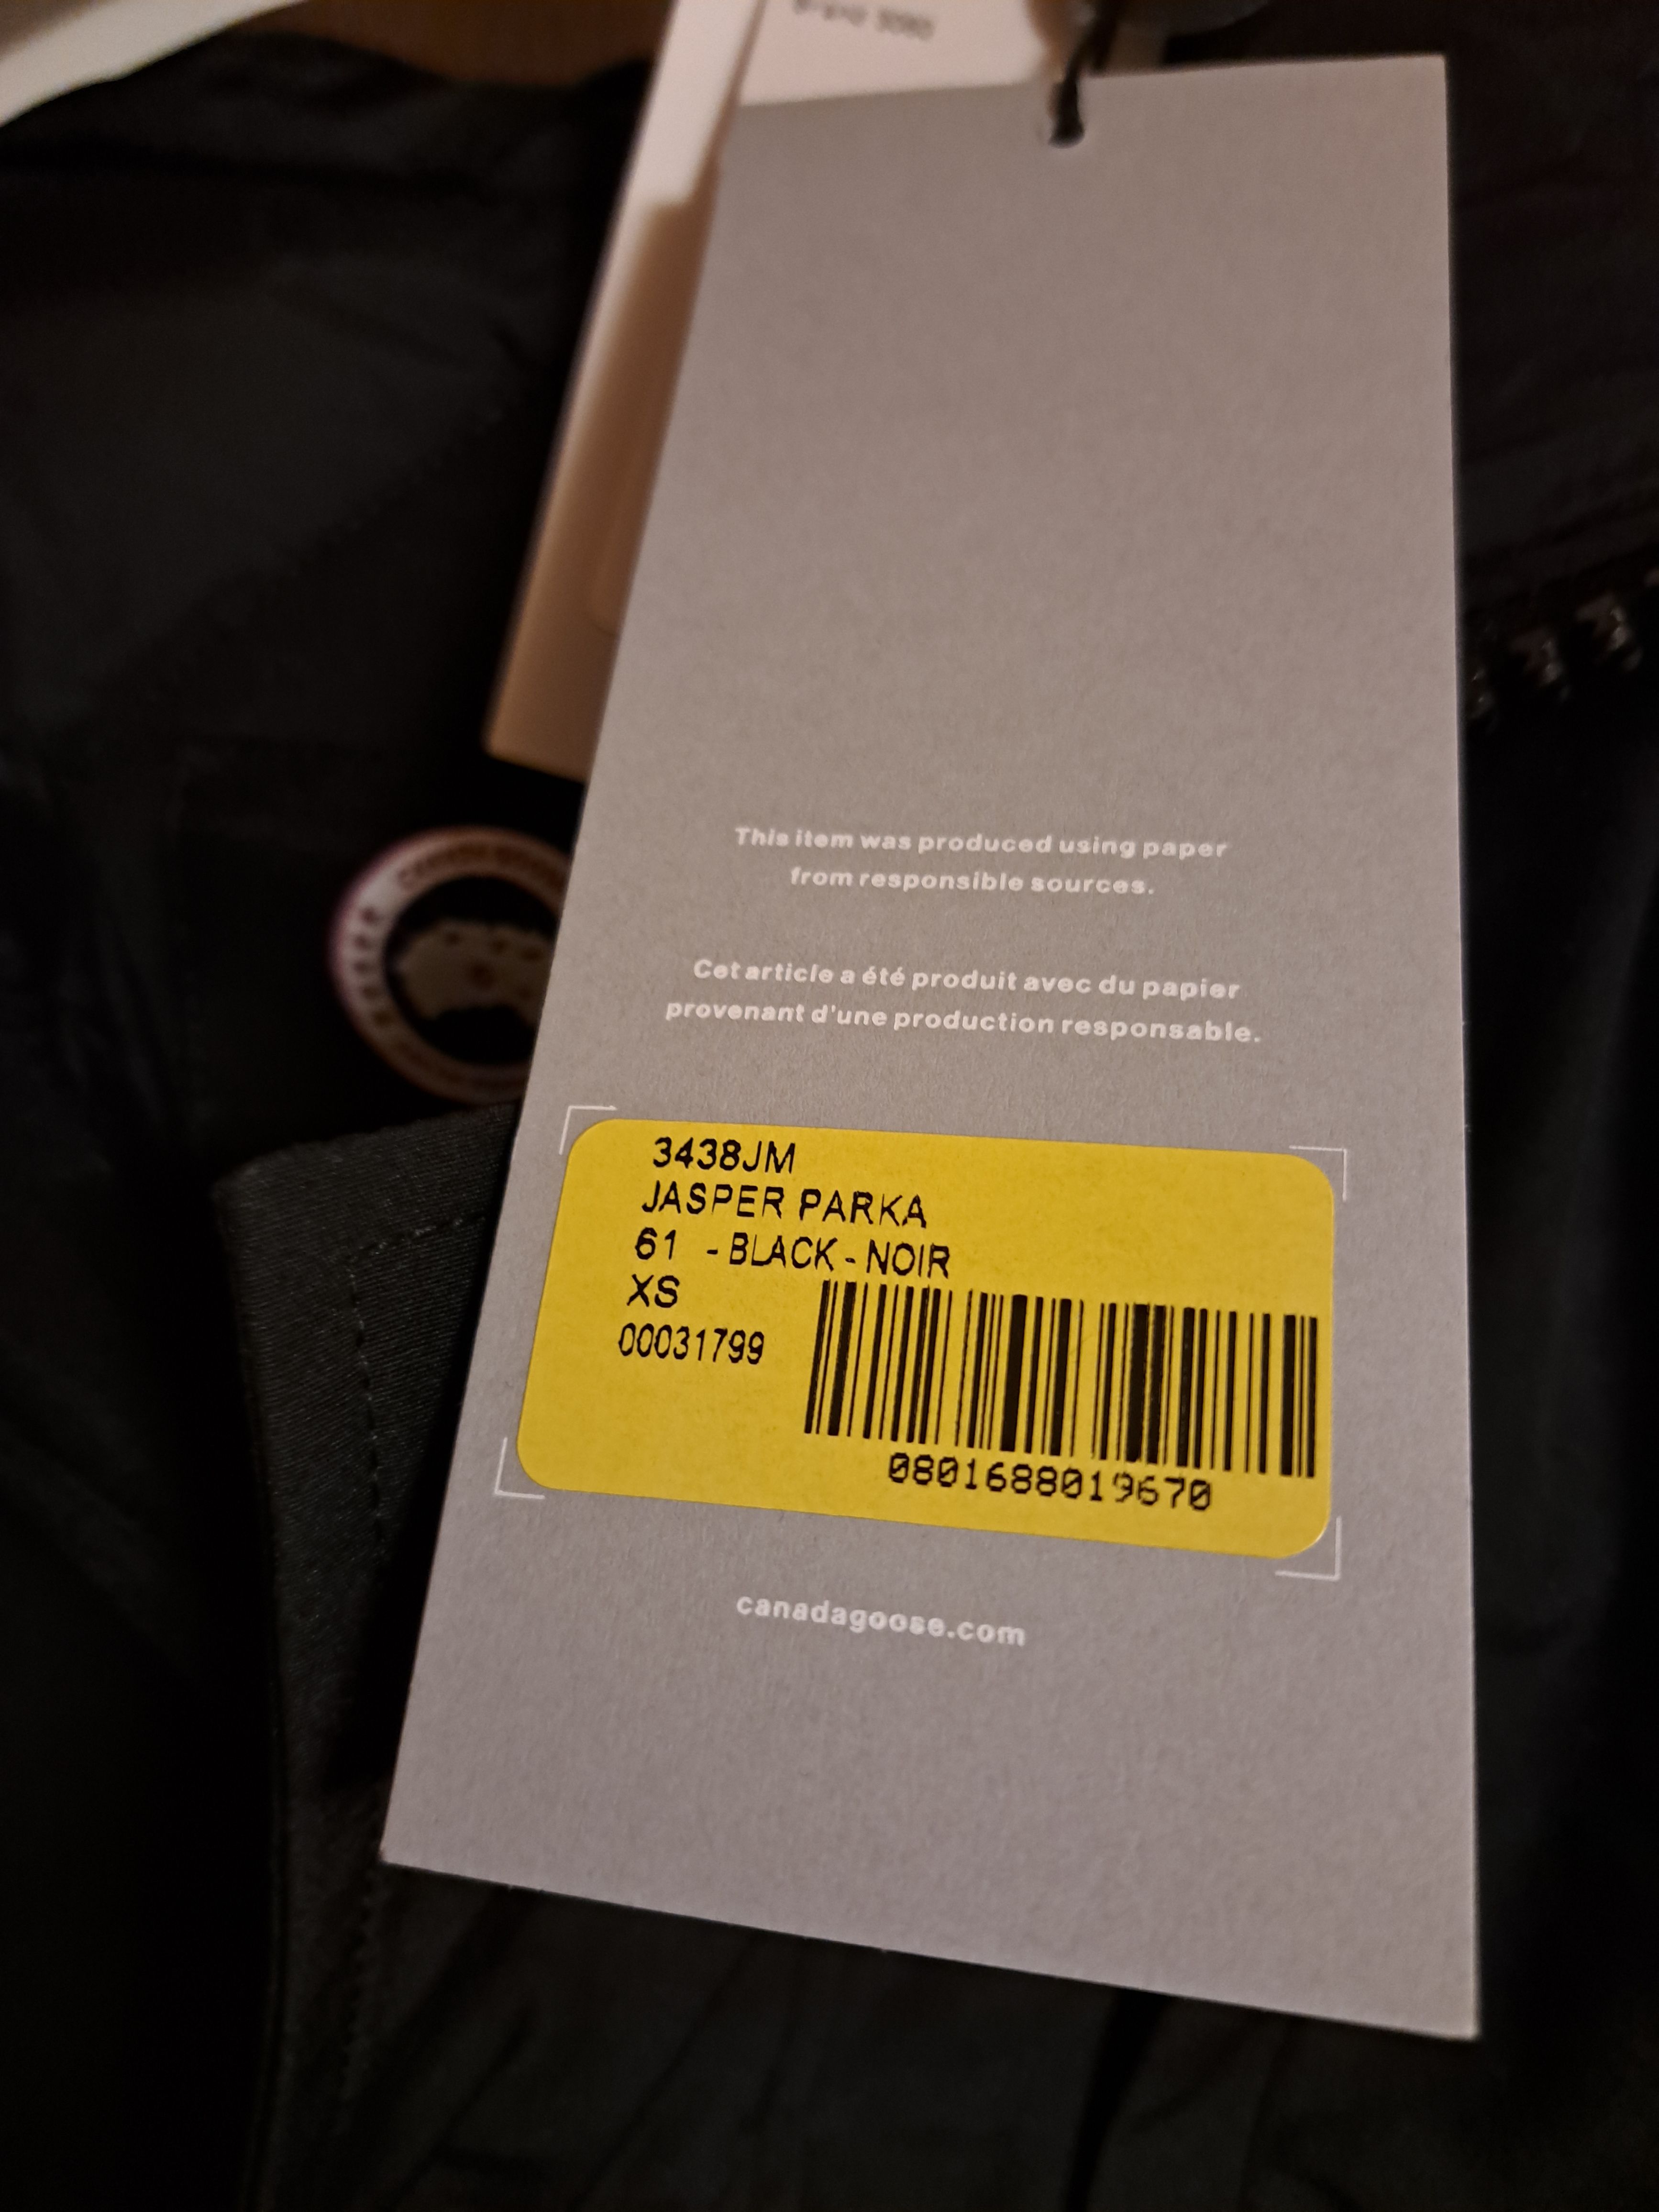 This item was produced using paper
from responsible sources.
Cet article a été produit avec du papier
provenant d'une production responsable.
3438JM
JASPER PARKA
61 - BLACK - NOIR
XS
00031799
0801688019670
canadagoose.com